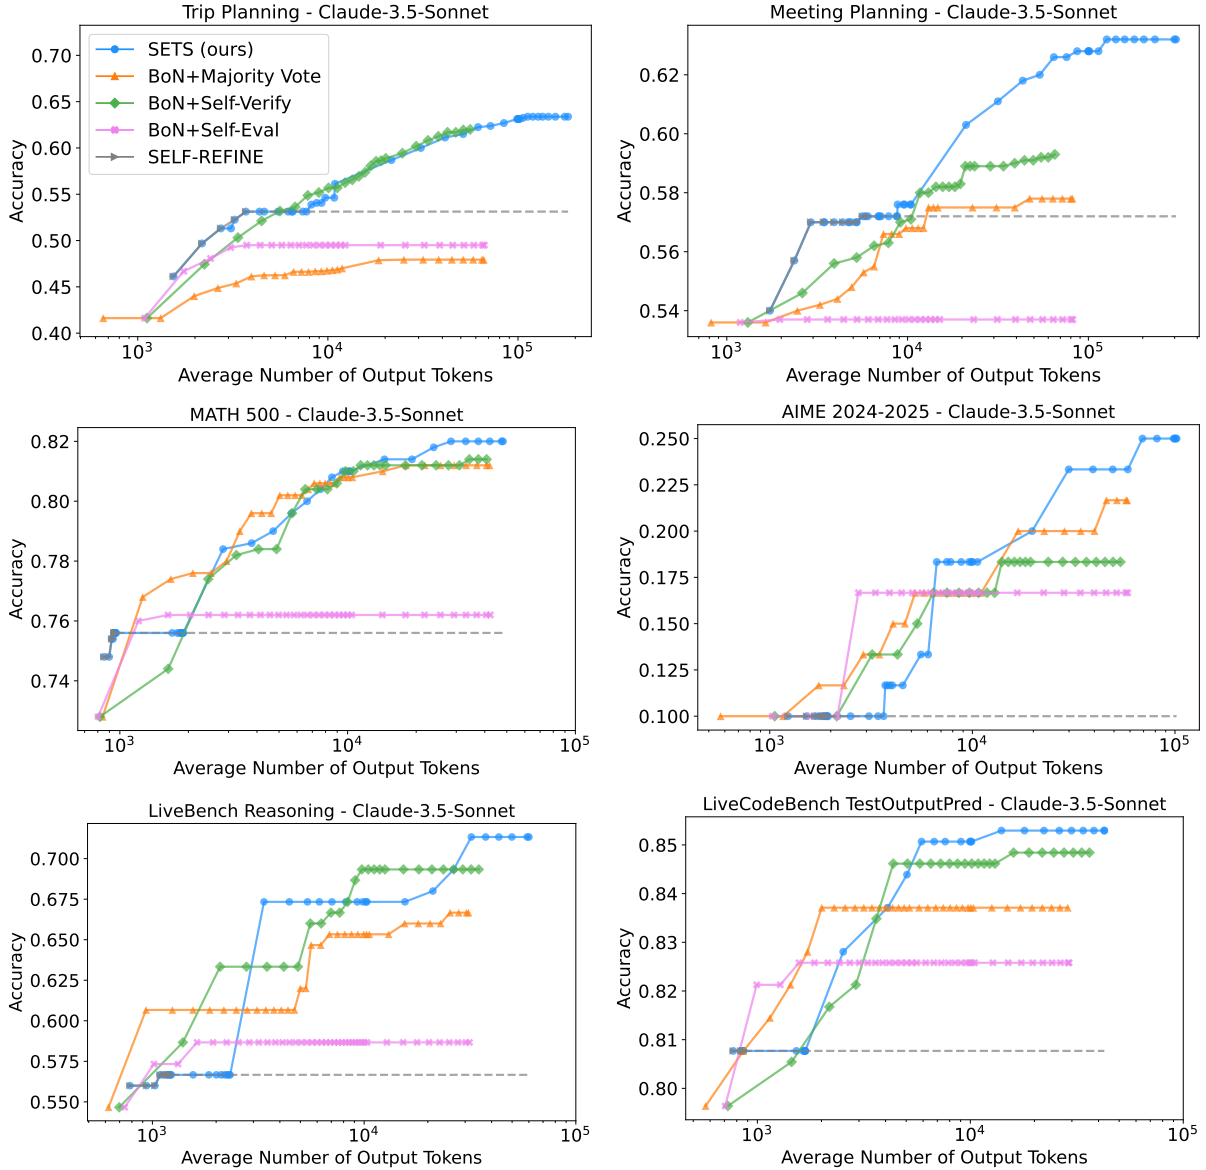 Trip Planning - Claude-3.5-Sonnet
Accuracy
0.70
0.65
0.60
0.55
0.50
0.45
0.40
SETS (ours)
BoN+Majority Vote
BoN+Self-Verify
BoN+Self-Eval
SELF-REFINE
10³ 10⁴ 10⁵
Average Number of Output Tokens
Meeting Planning - Claude-3.5-Sonnet
Accuracy
0.62
0.60
0.58
0.56
0.54
10³ 10⁴ 10⁵
Average Number of Output Tokens
MATH 500 - Claude-3.5-Sonnet
Accuracy
0.82
0.80
0.78
0.76
0.74
10³ 10⁴ 10⁵
Average Number of Output Tokens
AIME 2024-2025 - Claude-3.5-Sonnet
Accuracy
0.250
0.225
0.200
0.175
0.150
0.125
0.100
10³ 10⁴ 10⁵
Average Number of Output Tokens
LiveBench Reasoning - Claude-3.5-Sonnet
Accuracy
0.700
0.675
0.650
0.625
0.600
0.575
0.550
10³ 10⁴ 10⁵
Average Number of Output Tokens
LiveCodeBench TestOutputPred - Claude-3.5-Sonnet
Accuracy
0.85
0.84
0.83
0.82
0.81
0.80
10³ 10⁴ 10⁵
Average Number of Output Tokens